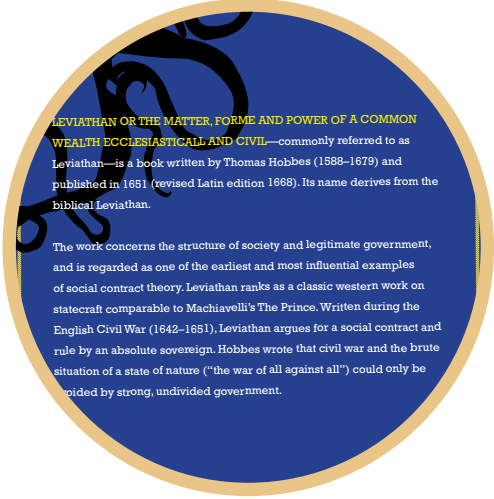 LEVIATHAN OR THE MATTER, FORME AND POWER OF A COMMON
WEALTH ECCLESIASTICALL AND CIVIL—commonly referred to as
Leviathan—is a book written by Thomas Hobbes (1588–1679) and
published in 1651 (revised Latin edition 1668). Its name derives from the
biblical Leviathan.
The work concerns the structure of society and legitimate government,
and is regarded as one of the earliest and most influential examples
of social contract theory. Leviathan ranks as a classic western work on
statecraft comparable to Machiavelli's The Prince. Written during the
English Civil War (1642–1651), Leviathan argues for a social contract and
rule by an absolute sovereign. Hobbes wrote that civil war and the brute
situation of a state of nature ("the war of all against all") could only be
by strong, undivided government.